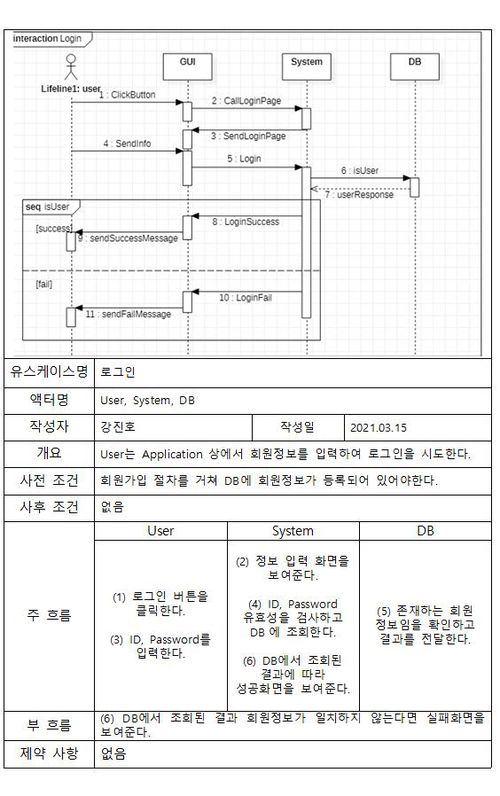 interaction Login
GUI
System
DB
Lifeline1: user
1 : ClickButton
2 : CallLoginPage
3 : SendLoginPage
4 : SendInfo
5 : Login
6 : isUser
7 : userResponse
seq isUser
[success]
8 : LoginSuccess
9 : sendSuccessMessage
[fail]
10 : LoginFail
11 : sendFailMessage
유스케이스명 로그인
액터명 User, System, DB
작성자 강진호 작성일 2021.03.15
개요 User는 Application 상에서 회원정보를 입력하여 로그인을 시도한다.
사전 조건 회원가입 절차를 거쳐 DB에 회원정보가 등록되어 있어야한다.
사후 조건 없음
주 흐름
User
(1) 로그인 버튼을
클릭한다.
(3) ID, Password를
입력한다.
System
(2) 정보 입력 화면을
보여준다.
(4) ID, Password
유효성을 검사하고
DB에 조회한다.
(6) DB에서 조회된
결과에 따라
성공화면을 보여준다.
DB
(5) 존재하는 회원
정보임을 확인하고
결과를 전달한다.
부 흐름
(6) DB에서 조회된 결과 회원정보가 일치하지 않는다면 실패화면을
보여준다.
제약 사항 없음